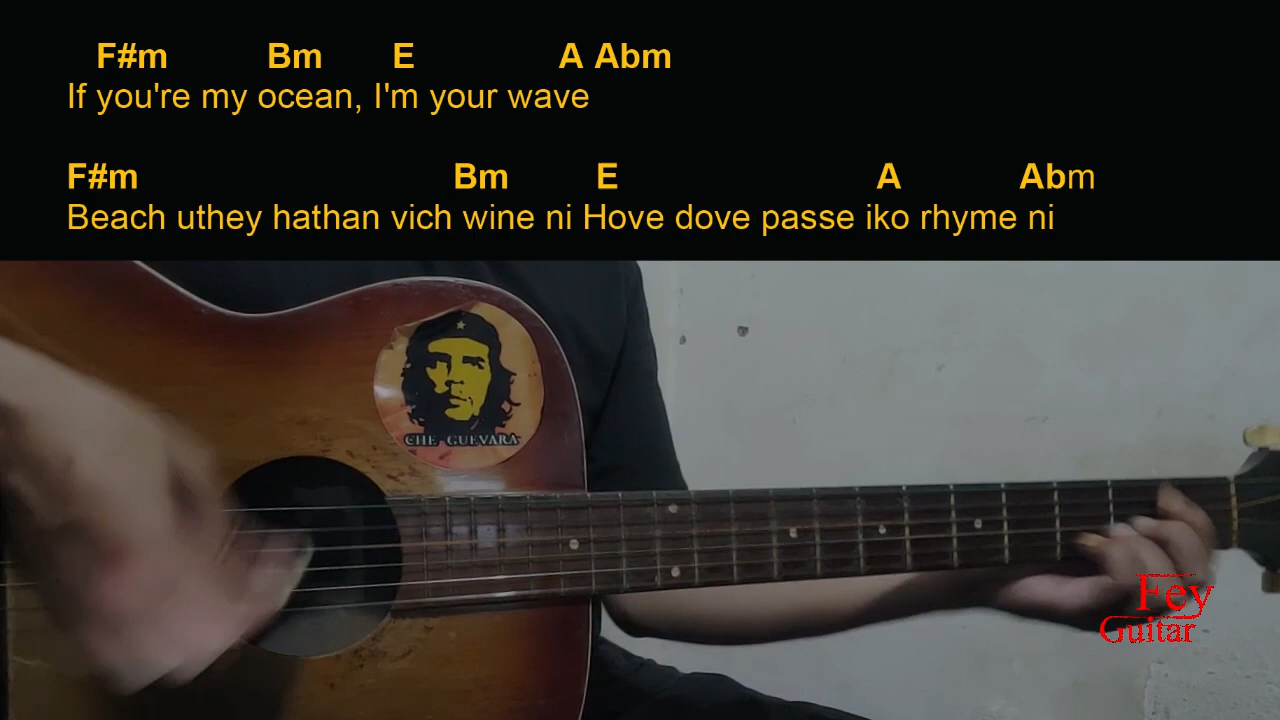 F#m Bm E A Abm
If you're my ocean, I'm your wave
F#m Bm E A Abm
Beach uthey hathan vich wine ni Hove dove passe iko rhyme ni
CHE GUEVARA
Fey
Guitar